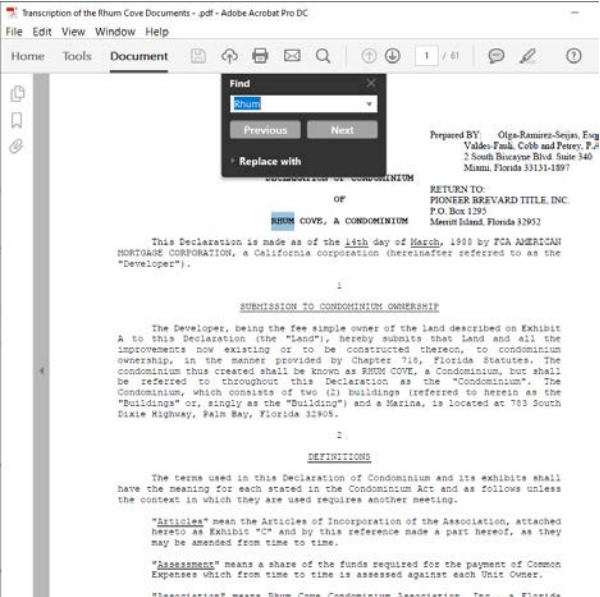 Transcription of the Rhum Cove Documents - .pdf - Adobe Acrobat Pro DC
File Edit View Window Help
Home Tools Document 1 / 61
Find
Rhum
Previous Next
Replace with
Prepared BY: Olga-Ramirez-Seijas, Esq
Valdes-Fauli, Cobb and Petrey, P.A
2 South Biscayne Blvd. Suite 340
Miami, Florida 33131-1897
DECLARATION OF CONDOMINIUM
OF
RHUM COVE, A CONDOMINIUM
RETURN TO:
PIONEER BREVARD TITLE, INC.
P.O. Box 1295
Merritt Island, Florida 32952
This Declaration is made as of the 14th day of March, 1988 by FCA AMERICAN
MORTGAGE CORPORATION, a California corporation (hereinafter referred to as the
"Developer").
1
SUBMISSION TO CONDOMINIUM OWNERSHIP
The Developer, being the fee simple owner of the land described on Exhibit
A to this Declaration (the "Land"), hereby submits that Land and all the
improvements now existing or to be constructed thereon, to condominium
ownership, in the manner provided by Chapter 718, Florida Statutes. The
condominium thus created shall be known as RHUM COVE, a Condominium, but shall
be referred to throughout this Declaration as the "Condominium". The
Condominium, which consists of two (2) buildings (referred to herein as the
"Buildings" or, singly as the "Building") and a Marina, is located at 783 South
Dixie Highway, Palm Bay, Florida 32905.
2
DEFINITIONS
The terms used in this Declaration of Condominium and its exhibits shall
have the meaning for each stated in the Condominium Act and as follows unless
the context in which they are used requires another meeting.
"Articles" mean the Articles of Incorporation of the Association, attached
hereto as Exhibit "C" and by this reference made a part hereof, as they
may be amended from time to time.
"Assessment" means a share of the funds required for the payment of Common
Expenses which from time to time is assessed against each Unit Owner.
"Association" means Rhum Cove Condominium Association, Inc., a Florida